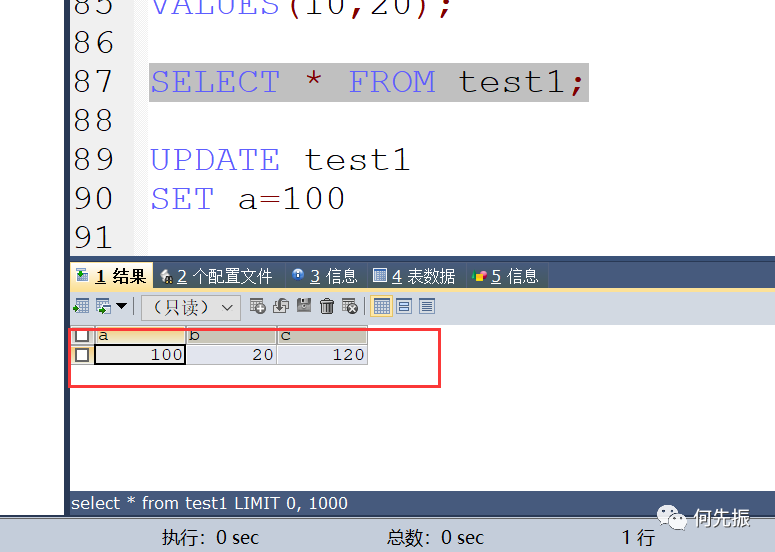 85 VALUES(10,20);
86
87 SELECT * FROM test1;
88
89 UPDATE test1
90 SET a=100
91
1 结果 2 个配置文件 3 信息 4 表数据 5 信息
（只读）
a b c
100 20 120
select * from test1 LIMIT 0, 1000
何先振
执行：0 sec 总数：0 sec 1 行